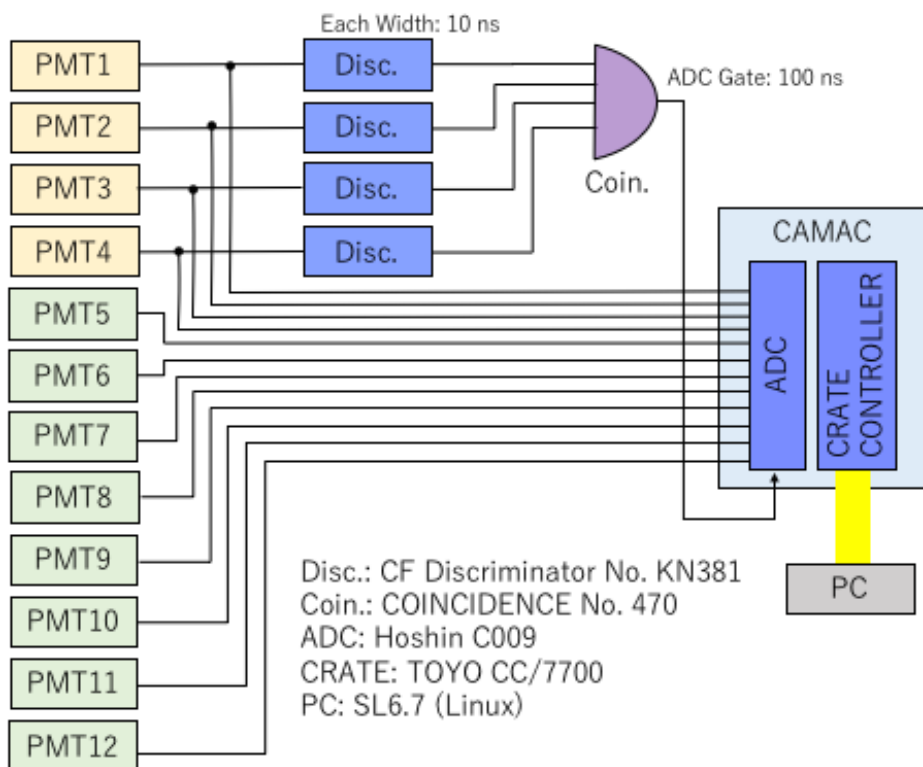 Each Width: 10 ns
PMT1
Disc.
ADC Gate: 100 ns
PMT2
Disc.
PMT3
Disc.
Coin.
PMT4
Disc.
CAMAC
PMT5
ADC
CRATE
CONTROLLER
PMT6
PMT7
PMT8
PMT9
PMT10
PMT11
PMT12
Disc.: CF Discriminator No. KN381
Coin.: COINCIDENCE No. 470
ADC: Hoshin C009
CRATE: TOYO CC/7700
PC: SL6.7 (Linux)
PC